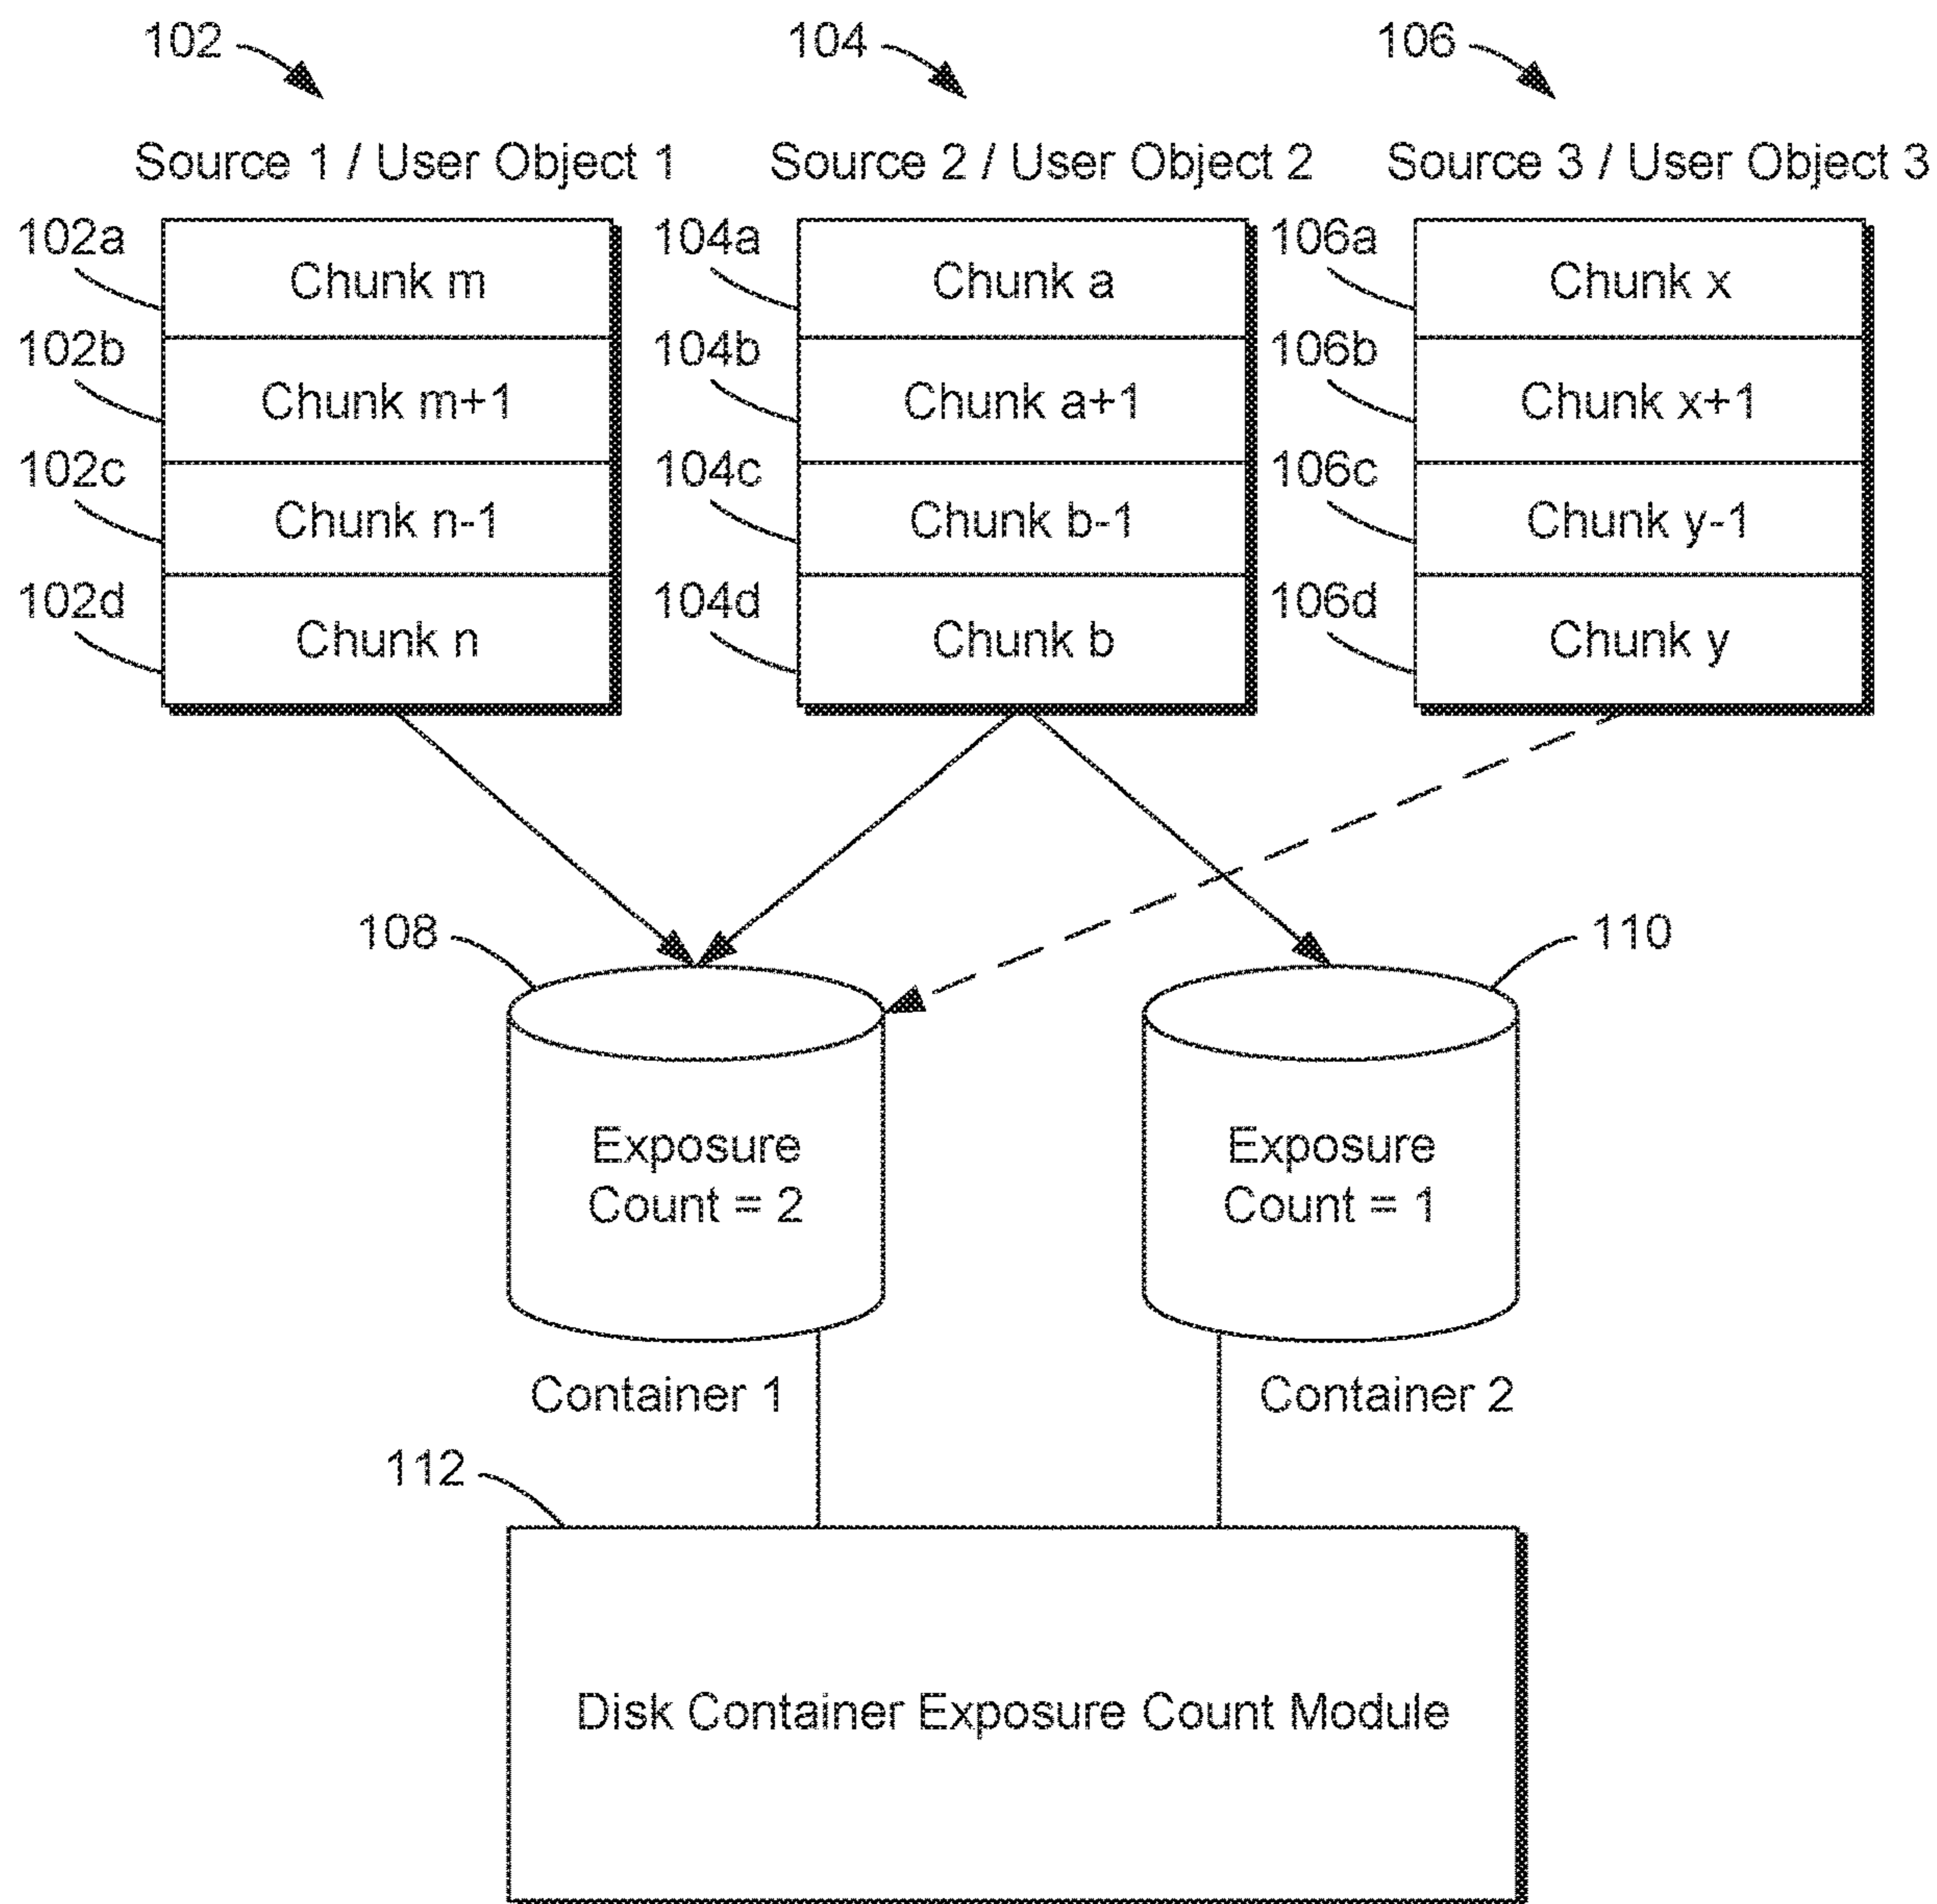 102
104
106
Source 1 / User Object 1
Source 2 / User Object 2
Source 3 / User Object 3
102a
Chunk m
104a
Chunk a
106a
Chunk x
102b
Chunk m+1
104b
Chunk a+1
106b
Chunk x+1
102c
Chunk n-1
104c
Chunk b-1
106c
Chunk y-1
102d
Chunk n
104d
Chunk b
106d
Chunk y
108
110
Exposure
Count = 2
Exposure
Count = 1
Container 1
Container 2
112
Disk Container Exposure Count Module